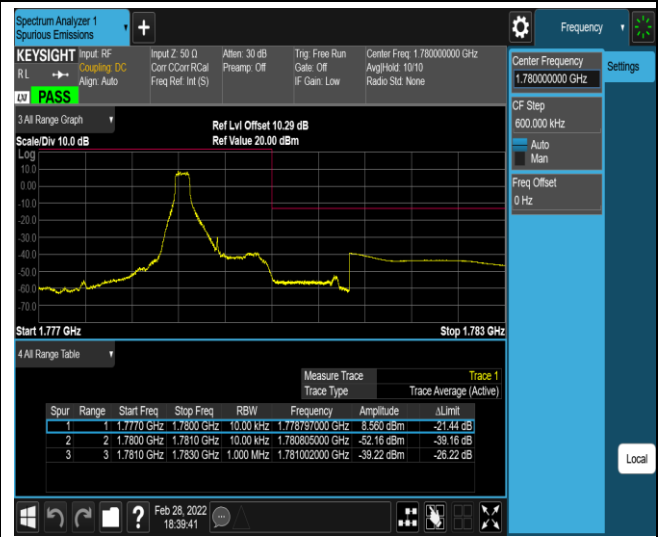 Spectrum Analyzer 1
Spurious Emissions
+
Frequency
KEYSIGHT
RL
LXI PASS
Input: RF
Coupling: DC
Align: Auto
Input Z: 50 Ω
Corr CCorr RCal
Freq Ref: Int (S)
Atten: 30 dB
Preamp: Off
Trig: Free Run
Gate: Off
IF Gain: Low
Center Freq: 1.780000000 GHz
Avg|Hold: 10/10
Radio Std: None
Center Frequency
1.780000000 GHz
Settings
CF Step
600.000 kHz
Auto
Man
Freq Offset
0 Hz
3 All Range Graph
Scale/Div 10.0 dB
Ref Lvl Offset 10.29 dB
Ref Value 20.00 dBm
Log
10.0
0.00
-10.0
-20.0
-30.0
-40.0
-50.0
-60.0
-70.0
Start 1.777 GHz
Stop 1.783 GHz
4 All Range Table
Measure Trace Trace 1
Trace Type Trace Average (Active)
Spur Range Start Freq Stop Freq RBW Frequency Amplitude ΔLimit
1 1 1.7770 GHz 1.7800 GHz 10.00 kHz 1.778797000 GHz 8.560 dBm -21.44 dB
2 2 1.7800 GHz 1.7810 GHz 10.00 kHz 1.780805000 GHz -52.16 dBm -39.16 dB
3 3 1.7810 GHz 1.7830 GHz 1.000 MHz 1.781002000 GHz -39.22 dBm -26.22 dB
Local
?
Feb 28, 2022
18:39:41